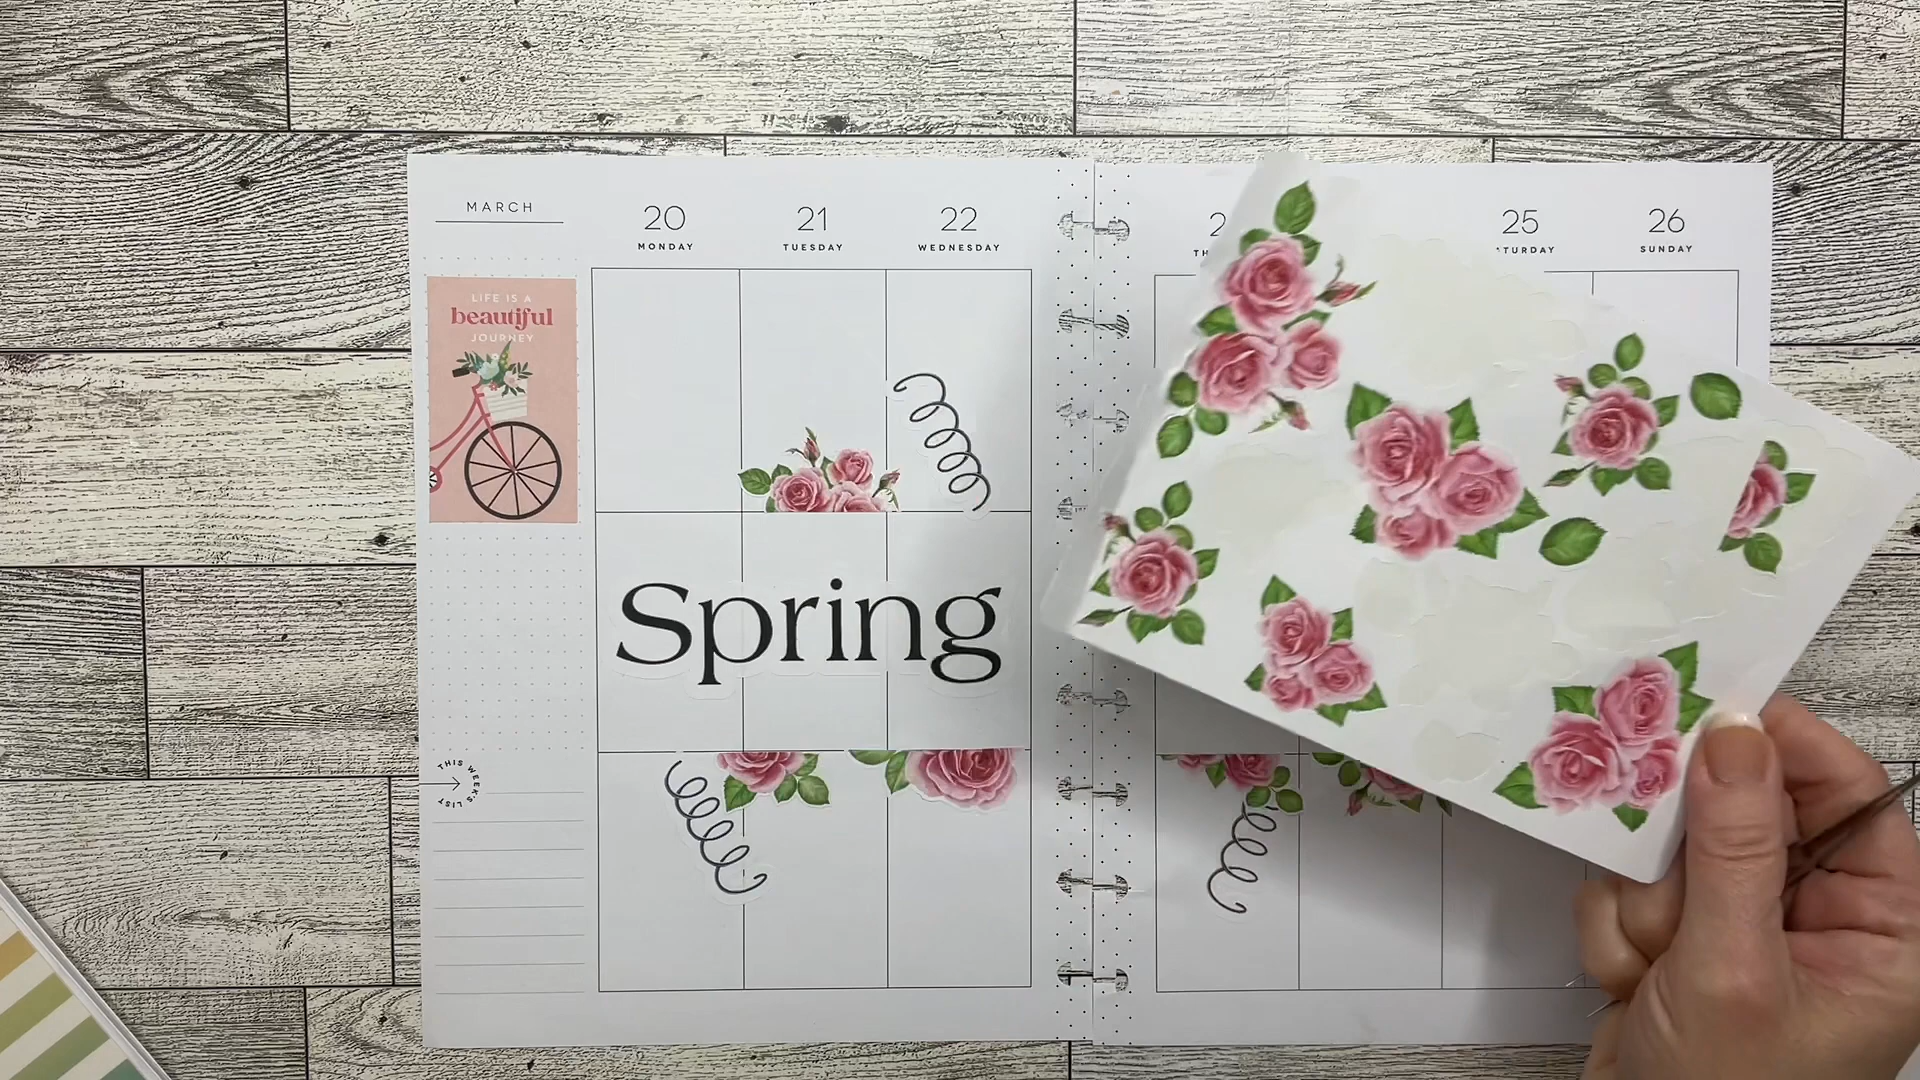 MARCH
20
MONDAY
21
TUESDAY
22
WEDNESDAY
25
26
SUNDAY
LIFE IS A
beautiful
JOURNEY
Spring
THIS WEEK'S LIST